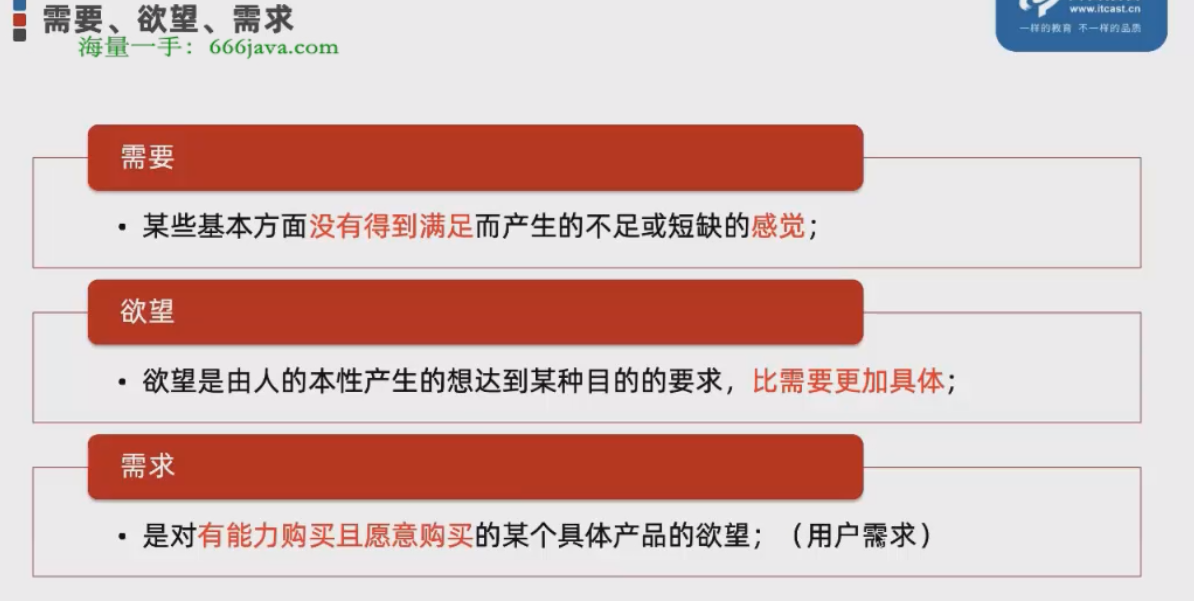 需要、欲望、需求
海量一手：666java.com
www.itcast.cn
一样的教育 不一样的品质
需要
• 某些基本方面没有得到满足而产生的不足或短缺的感觉；
欲望
• 欲望是由人的本性产生的想达到某种目的的要求，比需要更加具体；
需求
• 是对有能力购买且愿意购买的某个具体产品的欲望；（用户需求）